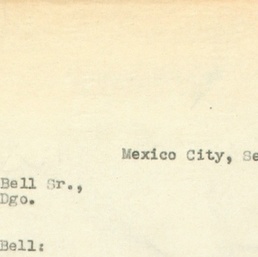 Mexico City, Se
Bell Sr.,
Dgo.
Bell: